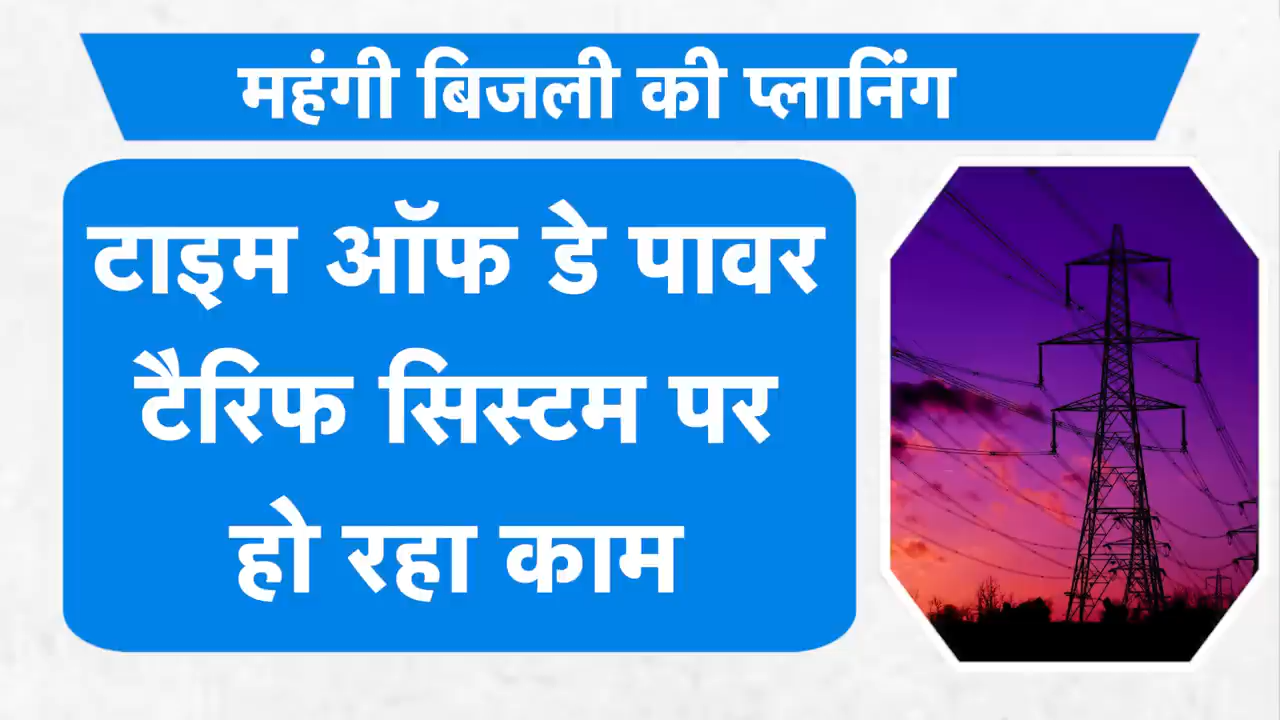 महंगी बिजली की प्लानिंग
टाइम ऑफ डे पावर
टैरिफ सिस्टम पर
हो रहा काम